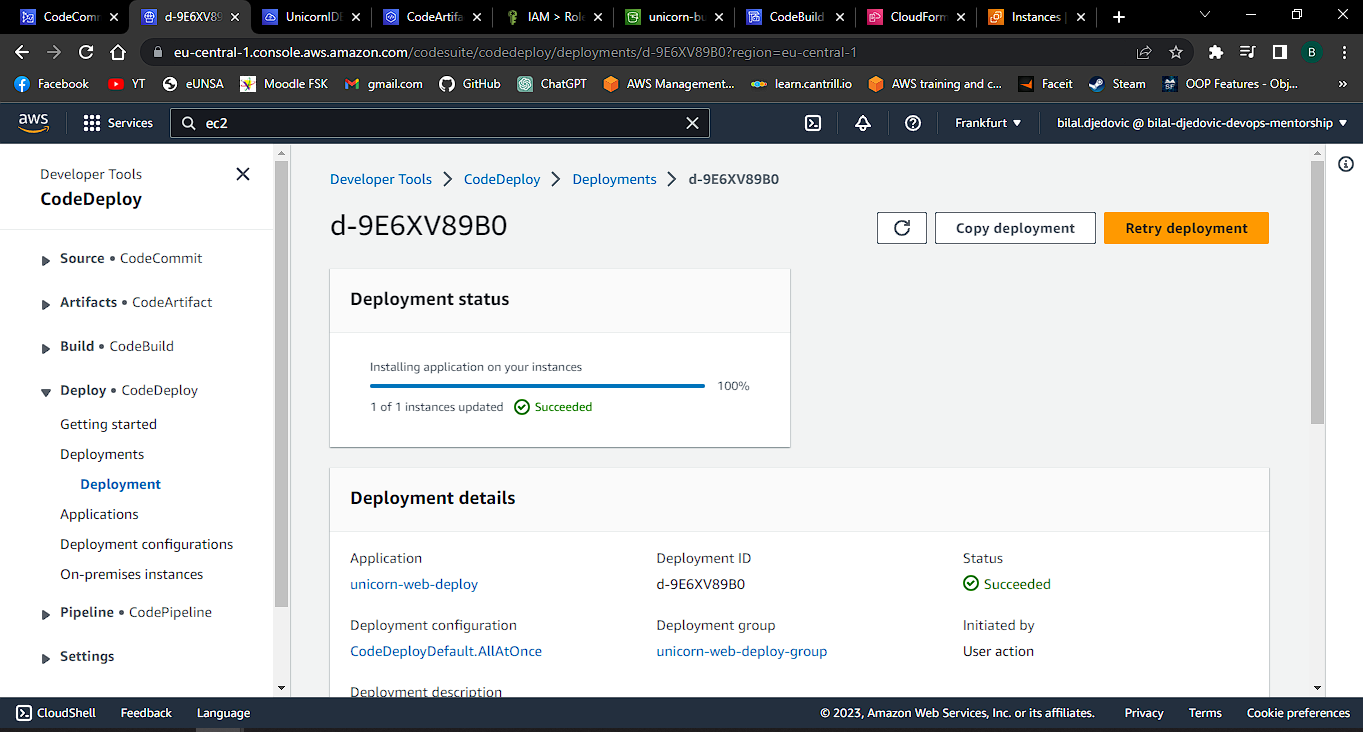 CodeComm
d-9E6XV89
UnicornIDE
CodeArtifa
IAM > Role
unicorn-bu
CodeBuild
CloudForm
Instances |
eu-central-1.console.aws.amazon.com/codesuite/codedeploy/deployments/d-9E6XV89B0?region=eu-central-1
B
Facebook
YT
eUNSA
Moodle FSK
gmail.com
GitHub
ChatGPT
AWS Management...
learn.cantrill.io
AWS training and c...
Faceit
Steam
OOP Features - Obj...
»
aws
Services
ec2
Frankfurt
bilal.djedovic @ bilal-djedovic-devops-mentorship
Developer Tools
CodeDeploy
Source • CodeCommit
Artifacts • CodeArtifact
Build • CodeBuild
Deploy • CodeDeploy
Getting started
Deployments
Deployment
Applications
Deployment configurations
On-premises instances
Pipeline • CodePipeline
Settings
Developer Tools > CodeDeploy > Deployments > d-9E6XV89B0
d-9E6XV89B0
Copy deployment
Retry deployment
Deployment status
Installing application on your instances
100%
1 of 1 instances updated Succeeded
Deployment details
Application
unicorn-web-deploy
Deployment ID
d-9E6XV89B0
Status
Succeeded
Deployment configuration
CodeDeployDefault.AllAtOnce
Deployment group
unicorn-web-deploy-group
Initiated by
User action
Deployment description
CloudShell
Feedback
Language
© 2023, Amazon Web Services, Inc. or its affiliates.
Privacy
Terms
Cookie preferences